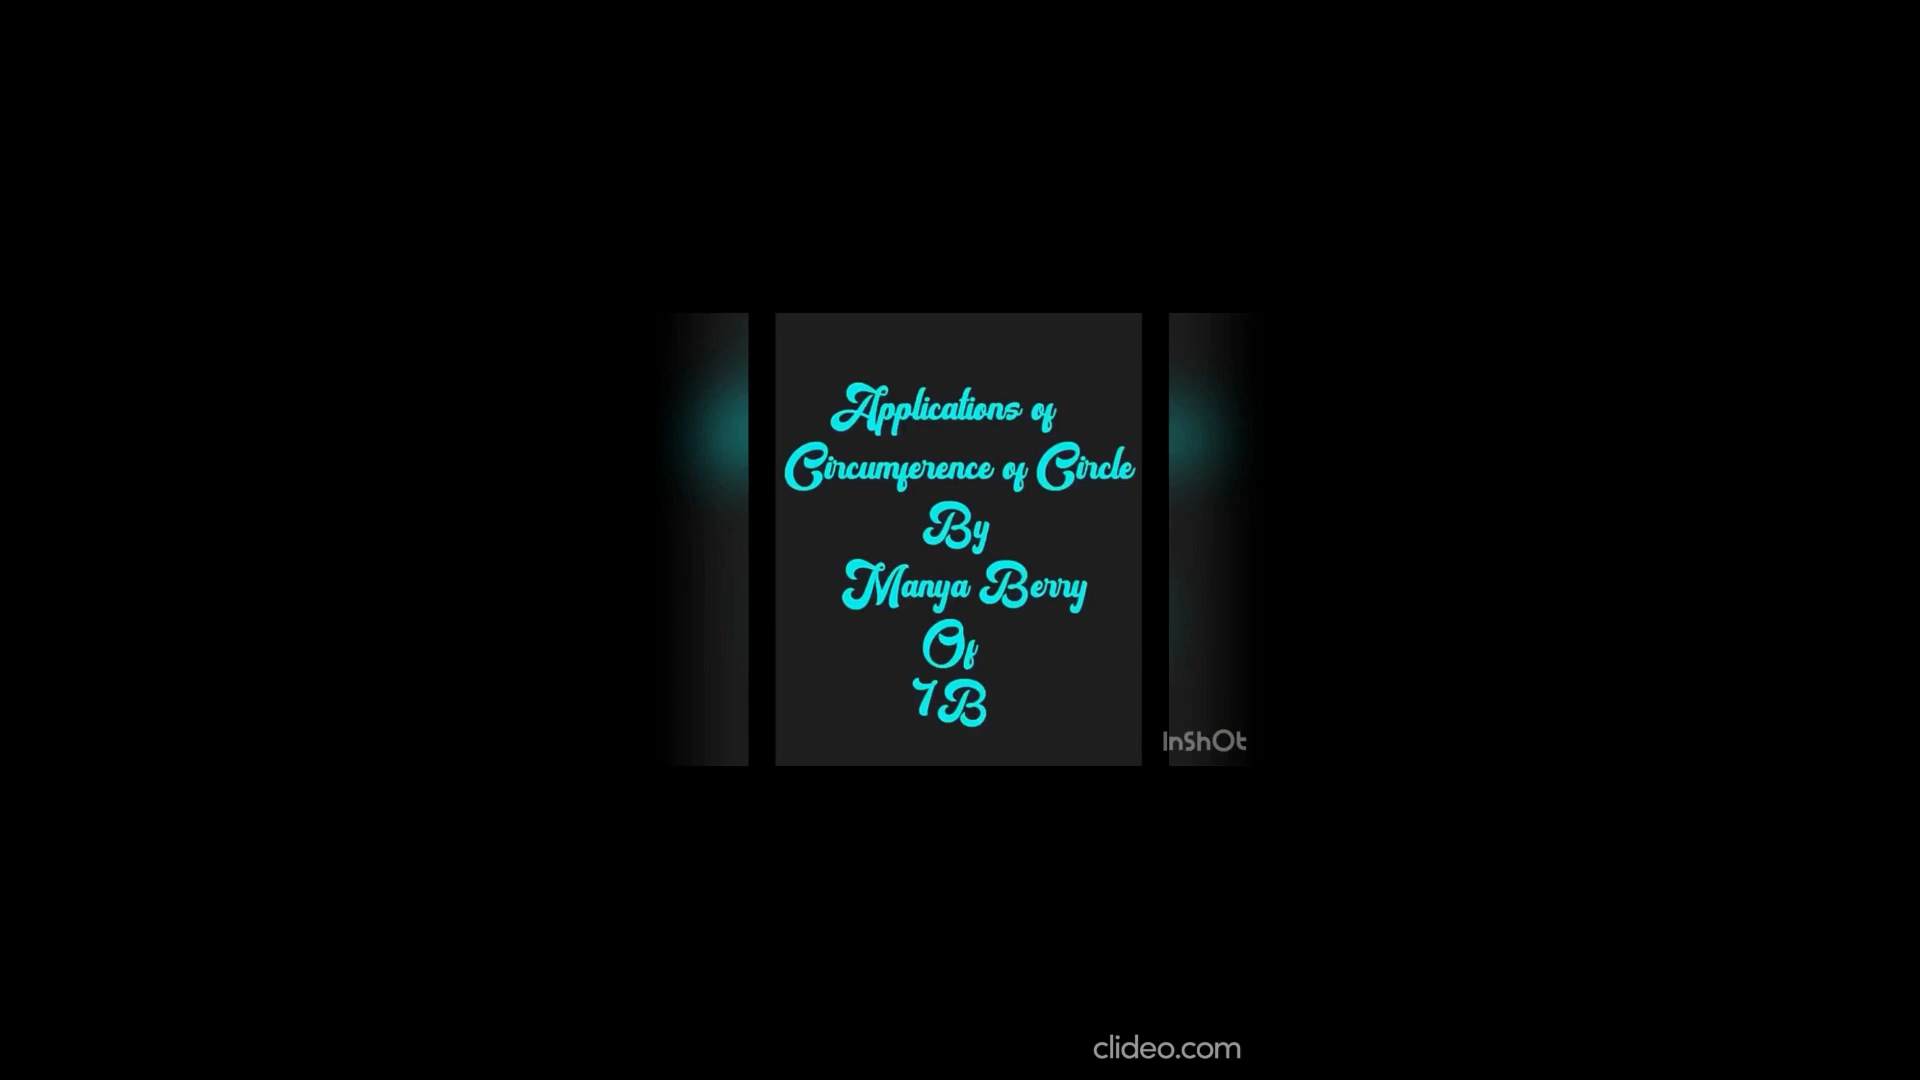 Applications of
Circumference of Circle
By
Manya Berry
Of
7B
InShOt
clideo.com